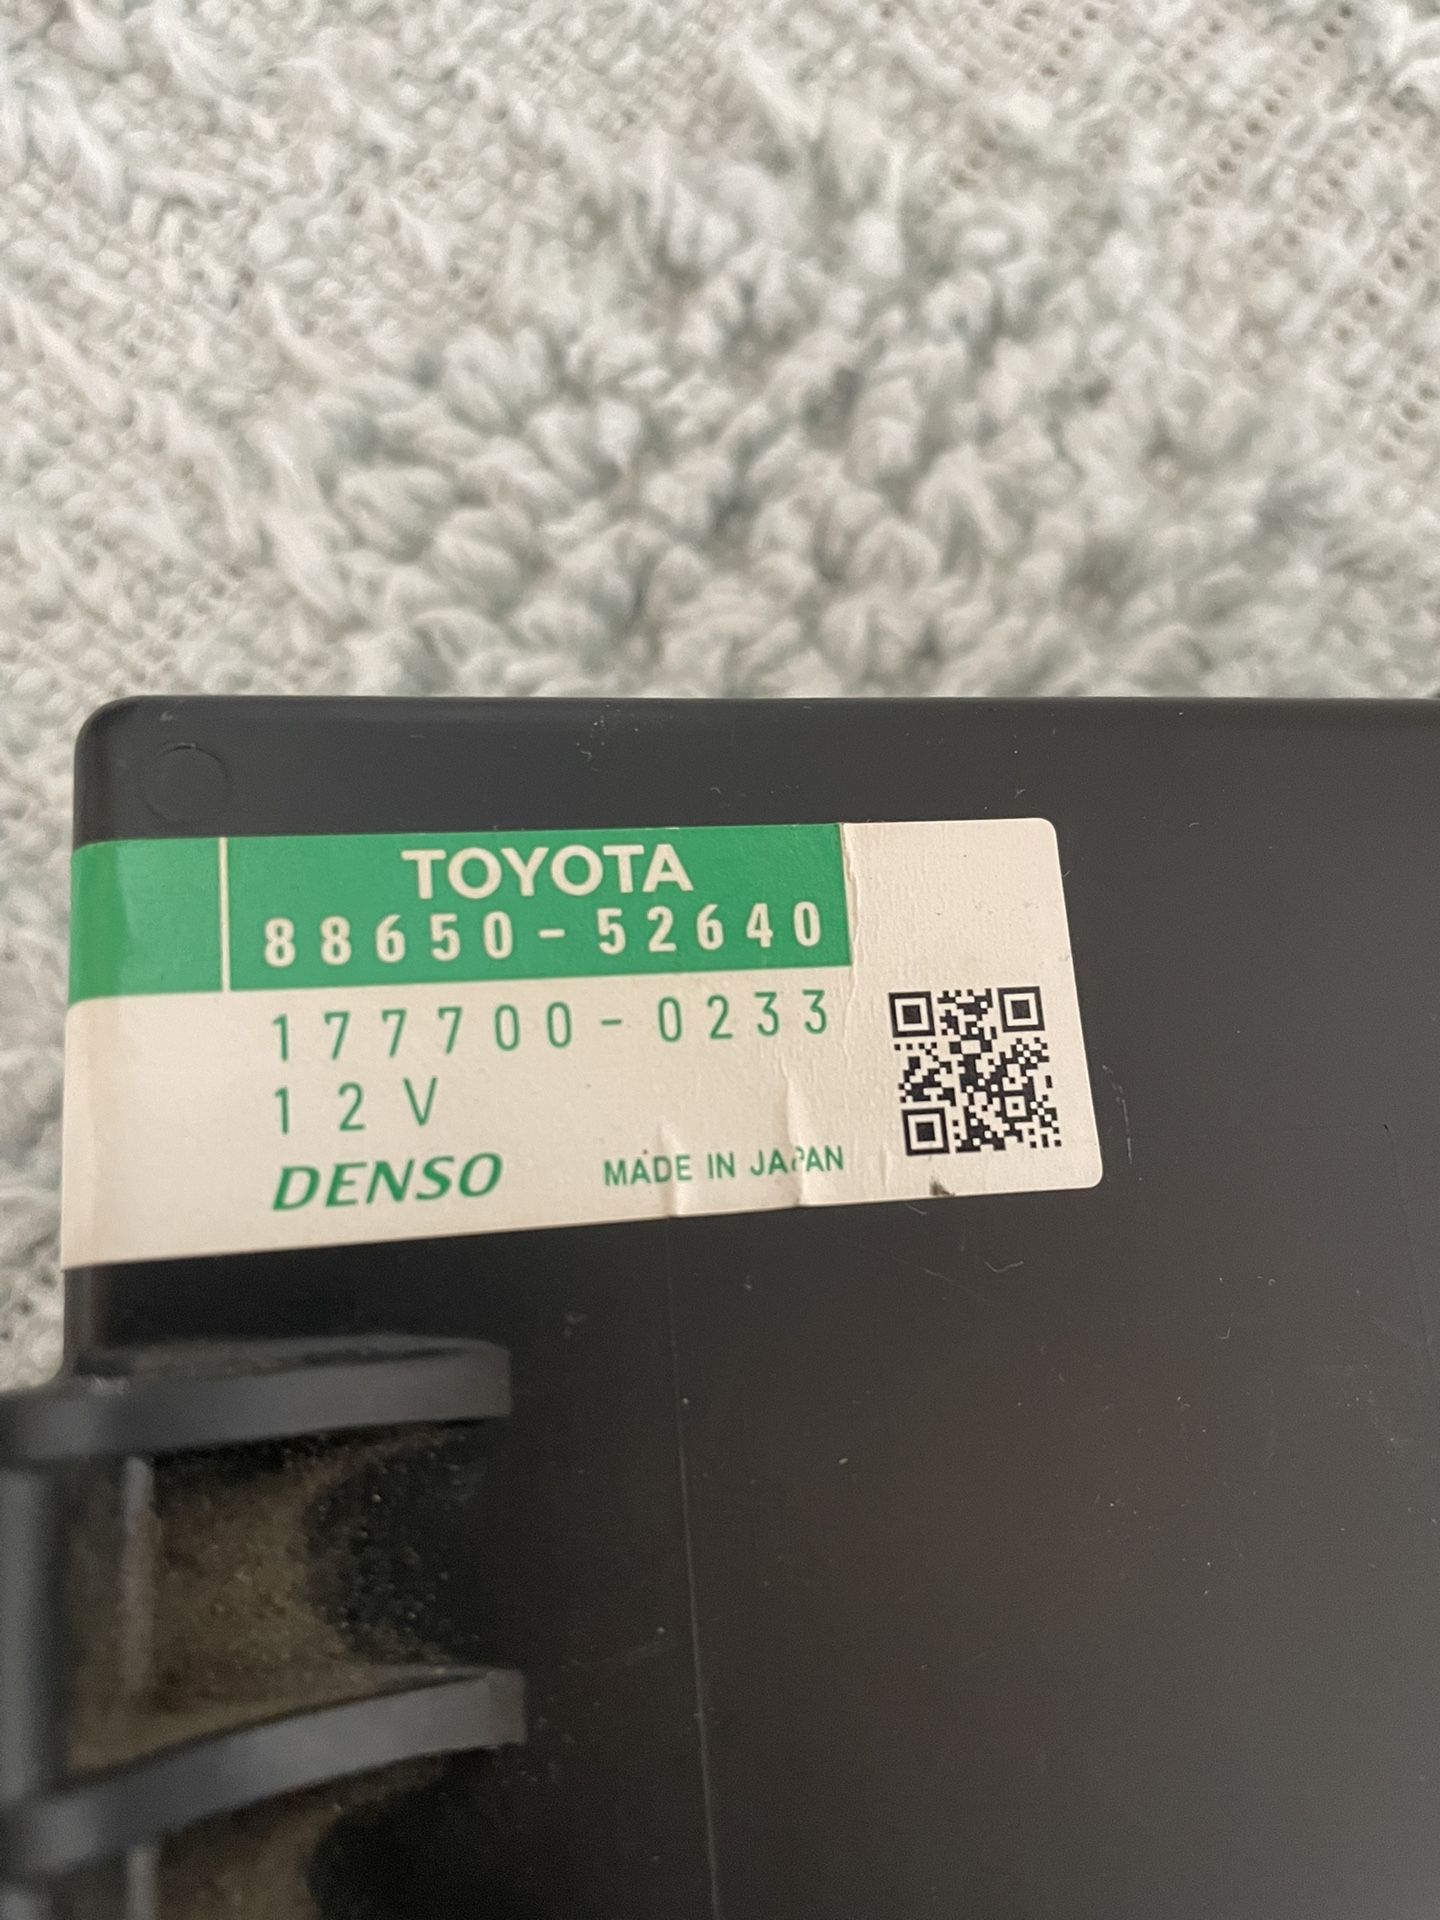 TOYOTA
88650-52640
177700-0233
12V
DENSO MADE IN JAPAN